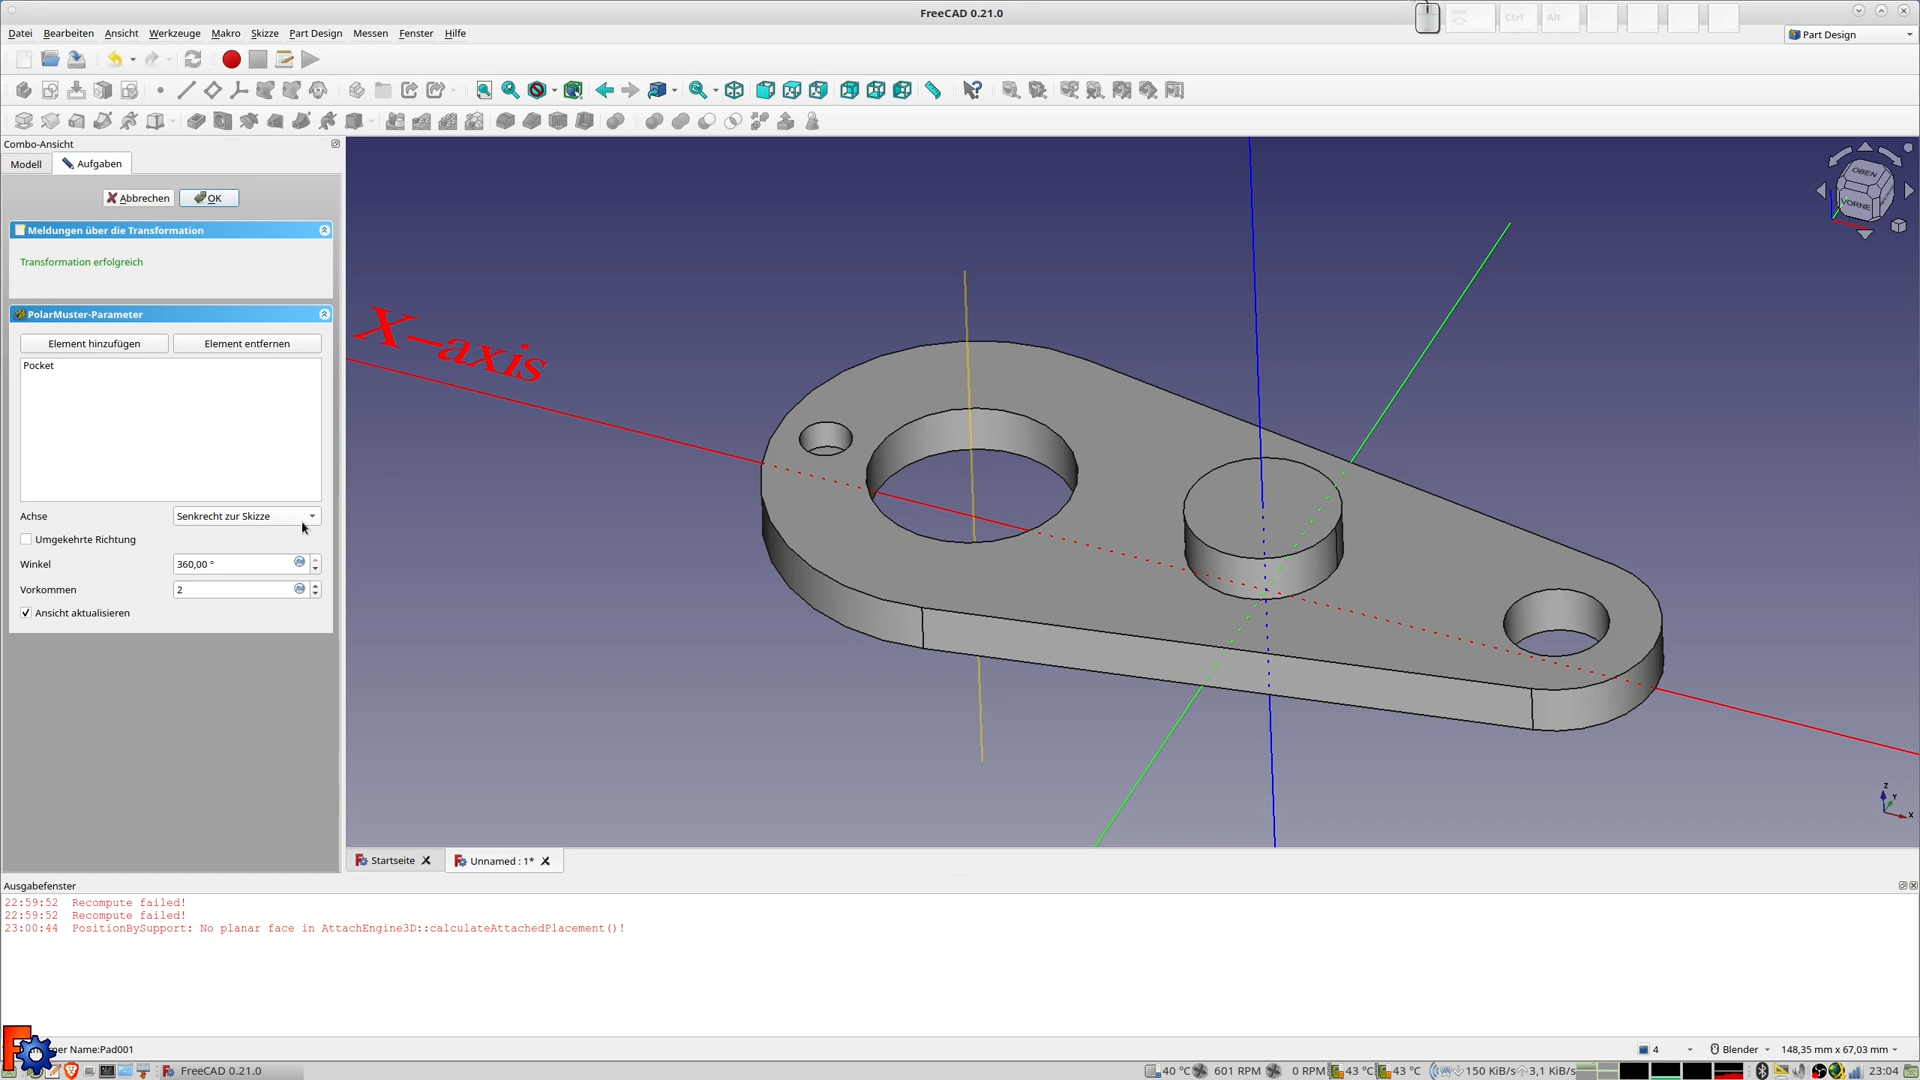 FreeCAD 0.21.0
Ctrl Alt
Datei Bearbeiten Ansicht Werkzeuge Makro Skizze Part Design Messen Fenster Hilfe
Part Design
Combo-Ansicht
Modell Aufgaben
Abbrechen OK
Meldungen über die Transformation
Transformation erfolgreich
PolarMuster-Parameter
Element hinzufügen Element entfernen
Pocket
Achse Senkrecht zur Skizze
Umgekehrte Richtung
Winkel 360,00 °
Vorkommen 2
Ansicht aktualisieren
X-axis
OBEN
VORNE
Z
Y
X
Startseite Unnamed : 1*
Ausgabefenster
22:59:52 Recompute failed!
22:59:52 Recompute failed!
23:00:44 PositionBySupport: No planar face in AttachEngine3D::calculateAttachedPlacement()!
Name:Pad001
4 Blender 148,35 mm x 67,03 mm
FreeCAD 0.21.0
40 °C 601 RPM 0 RPM 43 °C 43 °C 150 KiB/s 3,1 KiB/s 23:04